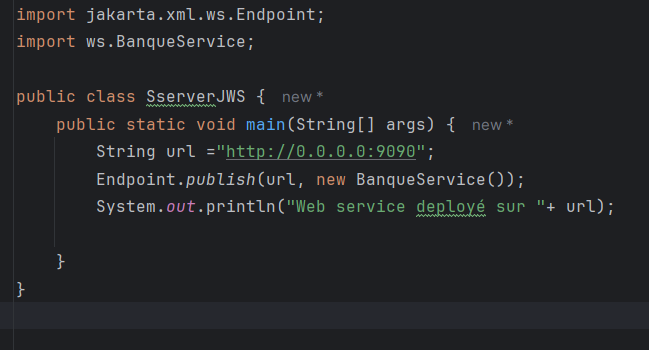 import jakarta.xml.ws.Endpoint;
import ws.BanqueService;
public class SserverJWS { new *
public static void main(String[] args) { new *
String url ="http://0.0.0.0:9090";
Endpoint.publish(url, new BanqueService());
System.out.println("Web service deployé sur "+ url);
}
}